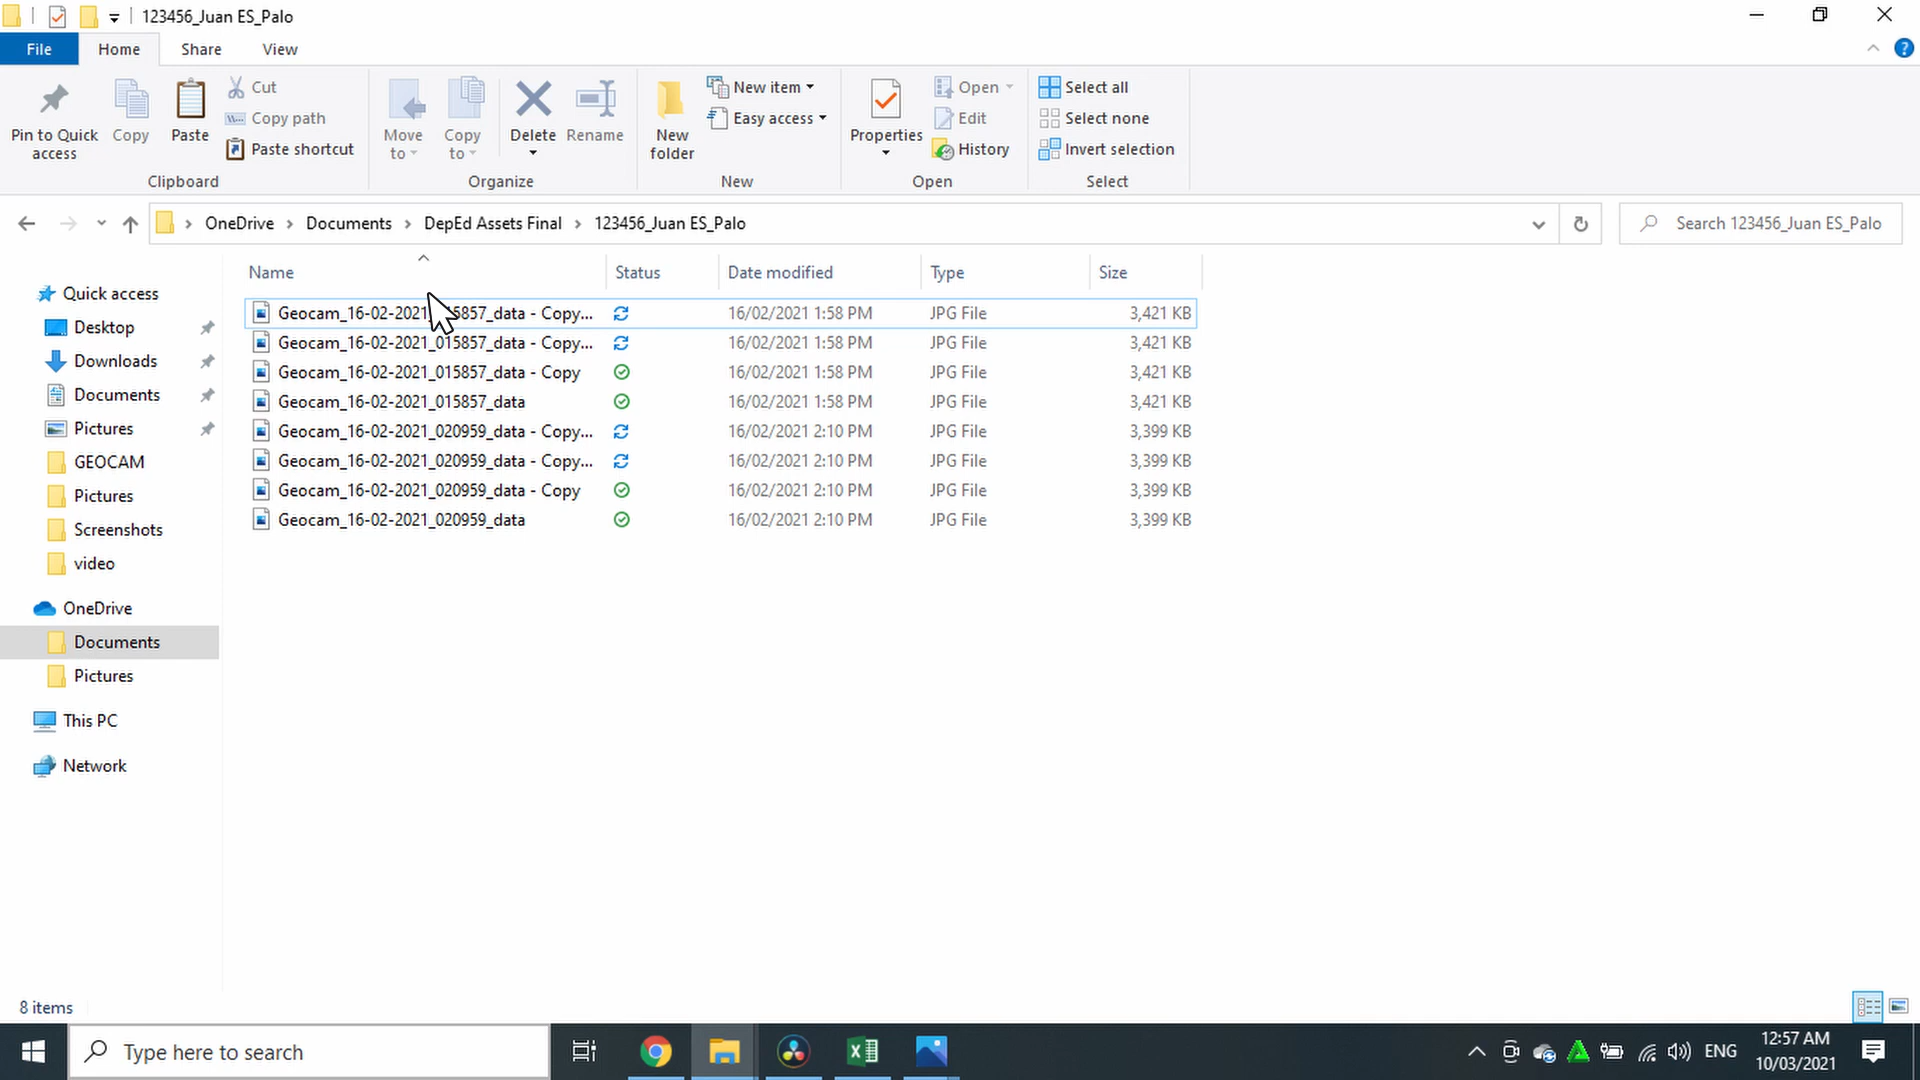 123456_Juan ES_Palo
File Home Share View
Pin to Quick access
Copy
Paste
Cut
Copy path
Paste shortcut
Clipboard
Move to
Copy to
Delete
Rename
Organize
New folder
New item
Easy access
New
Properties
Open
Edit
History
Open
Select all
Select none
Invert selection
Select
OneDrive › Documents › DepEd Assets Final › 123456_Juan ES_Palo
Search 123456_Juan ES_Palo
Quick access
Desktop
Downloads
Documents
Pictures
GEOCAM
Pictures
Screenshots
video
OneDrive
Documents
Pictures
This PC
Network
Name Status Date modified Type Size
Geocam_16-02-2021_015857_data - Copy... 16/02/2021 1:58 PM JPG File 3,421 KB
Geocam_16-02-2021_015857_data - Copy... 16/02/2021 1:58 PM JPG File 3,421 KB
Geocam_16-02-2021_015857_data - Copy 16/02/2021 1:58 PM JPG File 3,421 KB
Geocam_16-02-2021_015857_data 16/02/2021 1:58 PM JPG File 3,421 KB
Geocam_16-02-2021_020959_data - Copy... 16/02/2021 2:10 PM JPG File 3,399 KB
Geocam_16-02-2021_020959_data - Copy... 16/02/2021 2:10 PM JPG File 3,399 KB
Geocam_16-02-2021_020959_data - Copy 16/02/2021 2:10 PM JPG File 3,399 KB
Geocam_16-02-2021_020959_data 16/02/2021 2:10 PM JPG File 3,399 KB
8 items
Type here to search
ENG
12:57 AM
10/03/2021